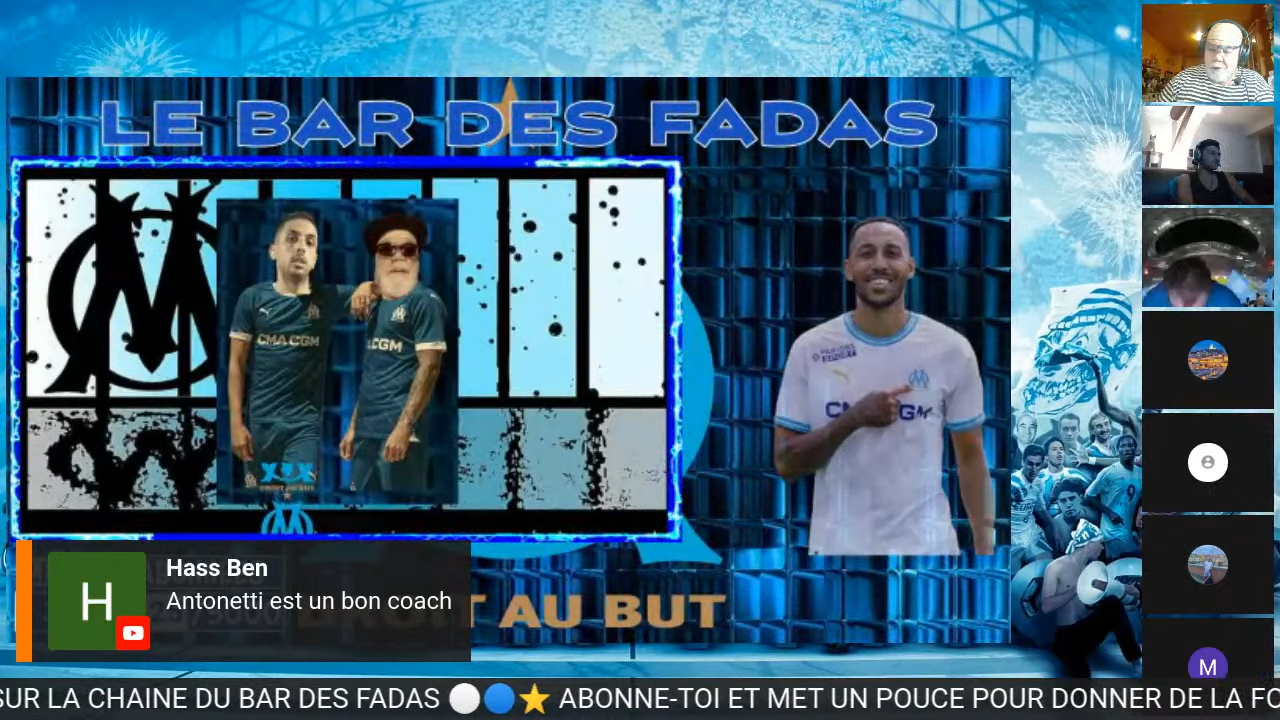 LE BAR DES FADAS
CMA CGM
CMA CGM
H
Hass Ben
Antonetti est un bon coach
T AU BUT
M
SUR LA CHAINE DU BAR DES FADAS ⚪🔵⭐ ABONNE-TOI ET MET UN POUCE POUR DONNER DE LA FO